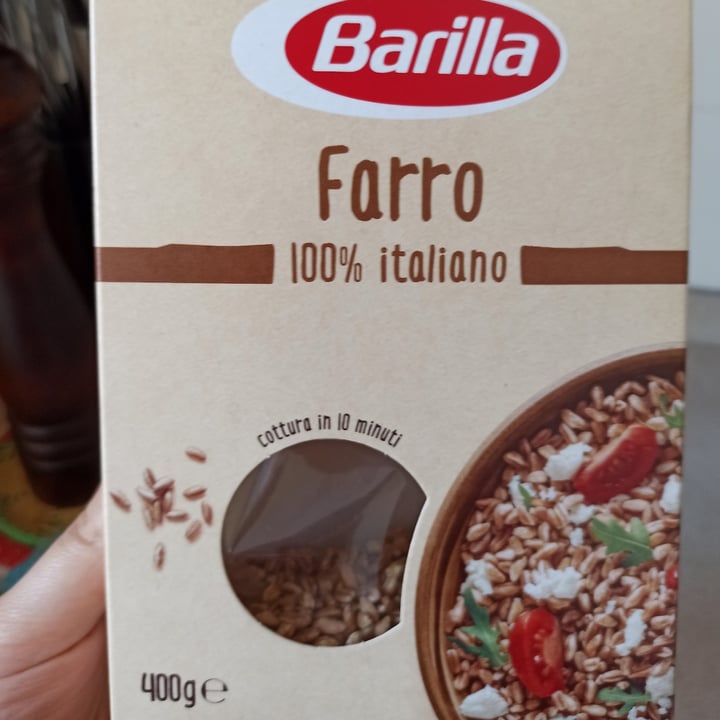 Barilla
Farro
100% italiano
cottura in 10 minuti
400g ℮